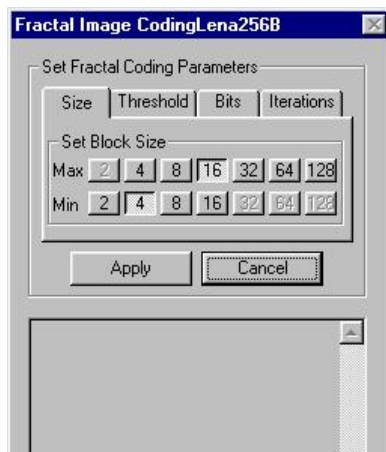 Fractal Image CodingLena256B
Set Fractal Coding Parameters
Size Threshold Bits Iterations
Set Block Size
Max 2 4 8 16 32 64 128
Min 2 4 8 16 32 64 128
Apply Cancel